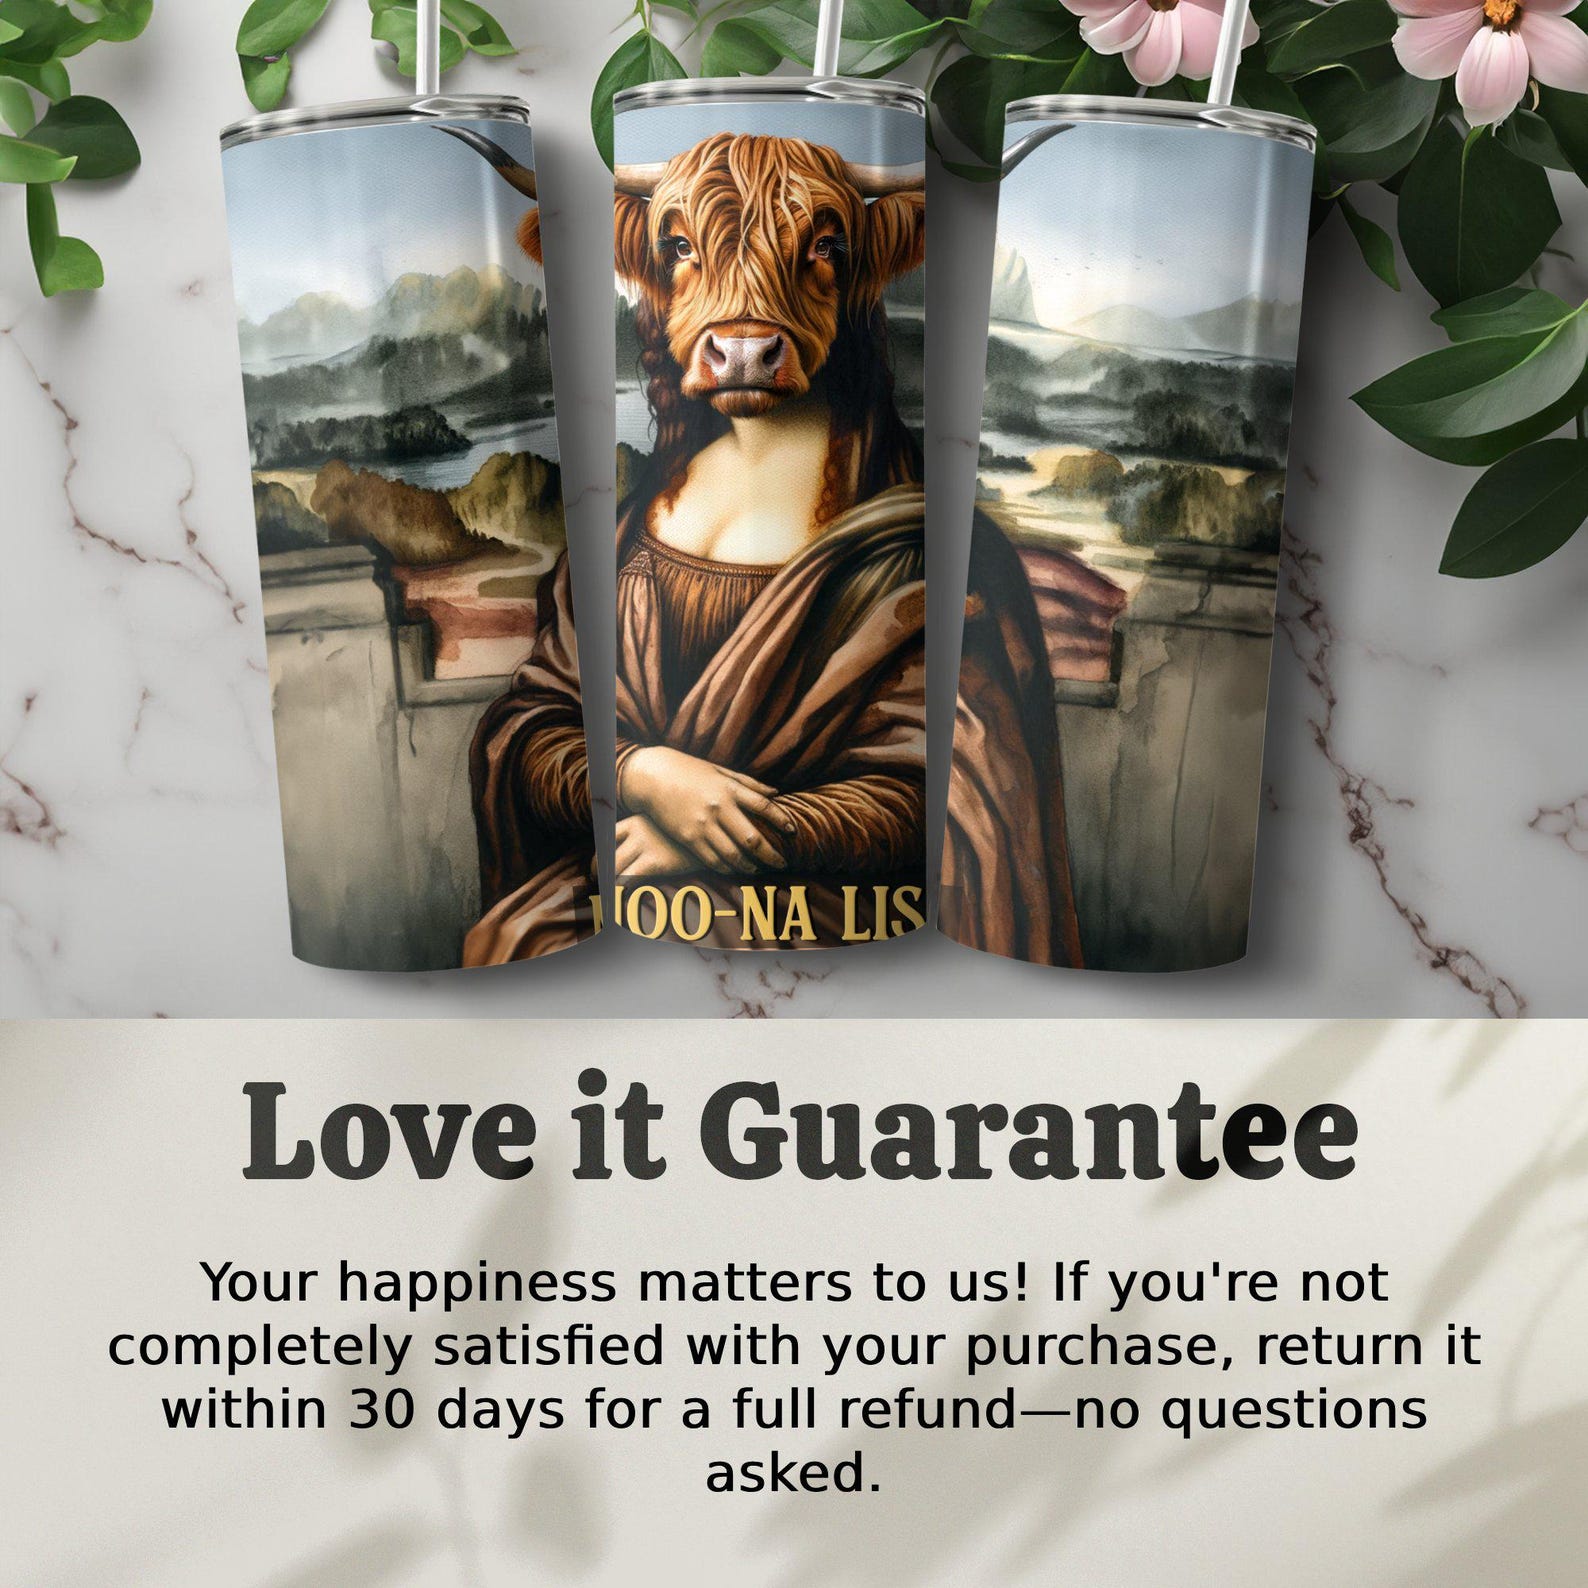 MOO-NA LIS
Love it Guarantee
Your happiness matters to us! If you're not
completely satisfied with your purchase, return it
within 30 days for a full refund—no questions
asked.